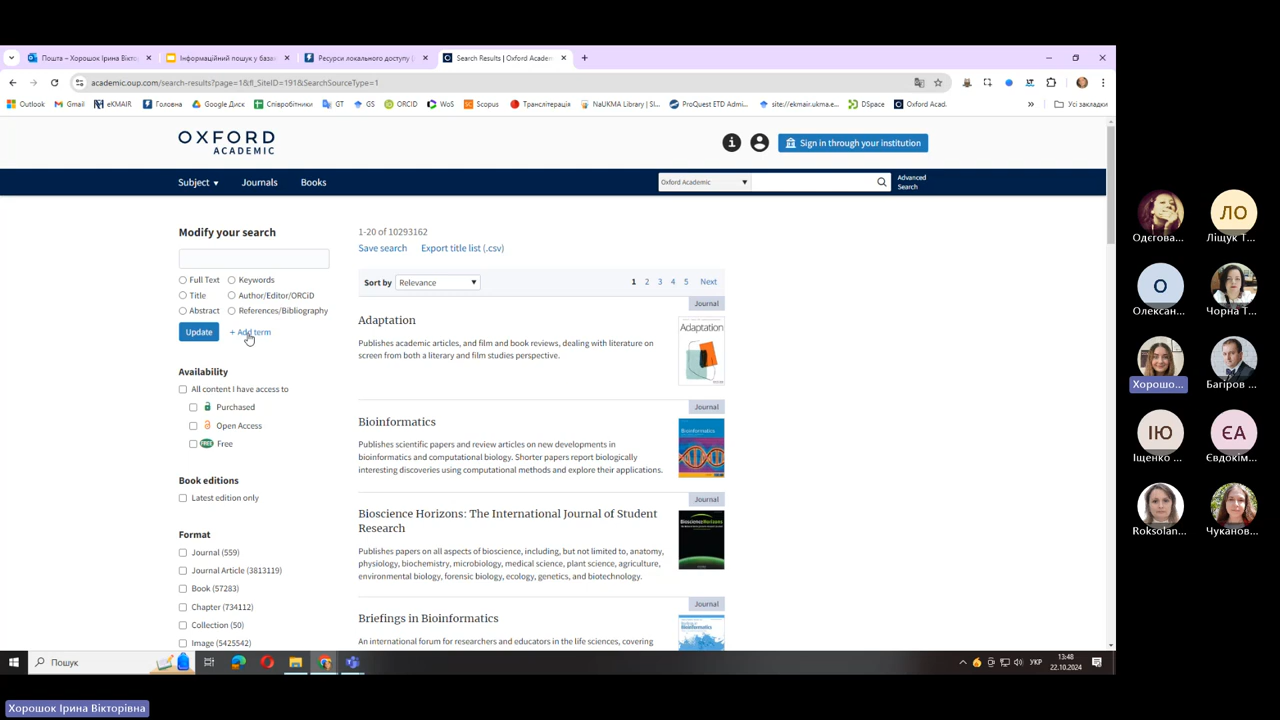 Пошта – Хорошок Ірина Вікто
Інформаційний пошук у база
Ресурси локального доступу |
Search Results | Oxford Academ
academic.oup.com/search-results?page=1&fl_SiteID=191&SearchSourceType=1
Outlook
Gmail
eKMAIR
Головна
Google Диск
Співробітники
GT
GS
ORCID
WoS
Scopus
Транслітерація
NaUKMA Library | Sl...
ProQuest ETD Admi...
site://ekmair.ukma.e...
DSpace
Oxford Acad.
»
Усі закладки
OXFORD
ACADEMIC
Sign in through your institution
Subject
Journals
Books
Oxford Academic
Advanced
Search
Modify your search
Full Text
Keywords
Title
Author/Editor/ORCiD
Abstract
References/Bibliography
Update
+ Add term
Availability
All content I have access to
Purchased
Open Access
FREE Free
Book editions
Latest edition only
Format
Journal (559)
Journal Article (3813119)
Book (57283)
Chapter (734112)
Collection (50)
Image (5425542)
1-20 of 10293162
Save search
Export title list (.csv)
Sort by
Relevance
1 2 3 4 5 Next
Journal
Adaptation
Publishes academic articles, and film and book reviews, dealing with literature on
screen from both a literary and film studies perspective.
Adaptation
Journal
Bioinformatics
Publishes scientific papers and review articles on new developments in
bioinformatics and computational biology. Shorter papers report biologically
interesting discoveries using computational methods and explore their applications.
Bioinformatics
Journal
Bioscience Horizons: The International Journal of Student
Research
Publishes papers on all aspects of bioscience, including, but not limited to, anatomy,
physiology, biochemistry, microbiology, medical science, plant science, agriculture,
environmental biology, forensic biology, ecology, genetics, and biotechnology.
BioscienceHorizons
Journal
Briefings in Bioinformatics
An international forum for researchers and educators in the life sciences, covering
Пошук
УКР
13:48
22.10.2024
Одєгова...
ЛО
Ліщук Т...
О
Олексан...
Чорна Т...
Хорошо...
Багіров ...
ІЮ
Іщенко ...
ЄА
Євдокім...
Roksolan...
Чуканов...
Хорошок Ірина Вікторівна